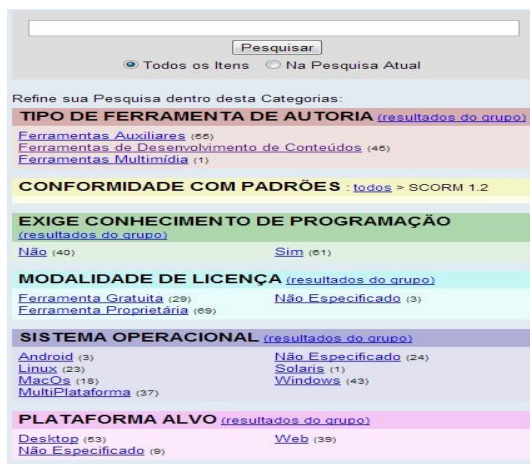 Pesquisar
Todos os Itens Na Pesquisa Atual
Refine sua Pesquisa dentro desta Categorias:
TIPO DE FERRAMENTA DE AUTORIA (resultados do grupo)
Ferramentas Auxiliares (55)
Ferramentas de Desenvolvimento de Conteúdos (45)
Ferramentas Multimídia (1)
CONFORMIDADE COM PADRÕES : todos > SCORM 1.2
EXIGE CONHECIMENTO DE PROGRAMAÇÃO
(resultados do grupo)
Não (40) Sim (61)
MODALIDADE DE LICENÇA (resultados do grupo)
Ferramenta Gratuita (29) Não Especificado (3)
Ferramenta Proprietária (69)
SISTEMA OPERACIONAL (resultados do grupo)
Android (3) Não Especificado (24)
Linux (23) Solaris (1)
MacOs (18) Windows (43)
MultiPlataforma (37)
PLATAFORMA ALVO (resultados do grupo)
Desktop (53) Web (39)
Não Especificado (9)